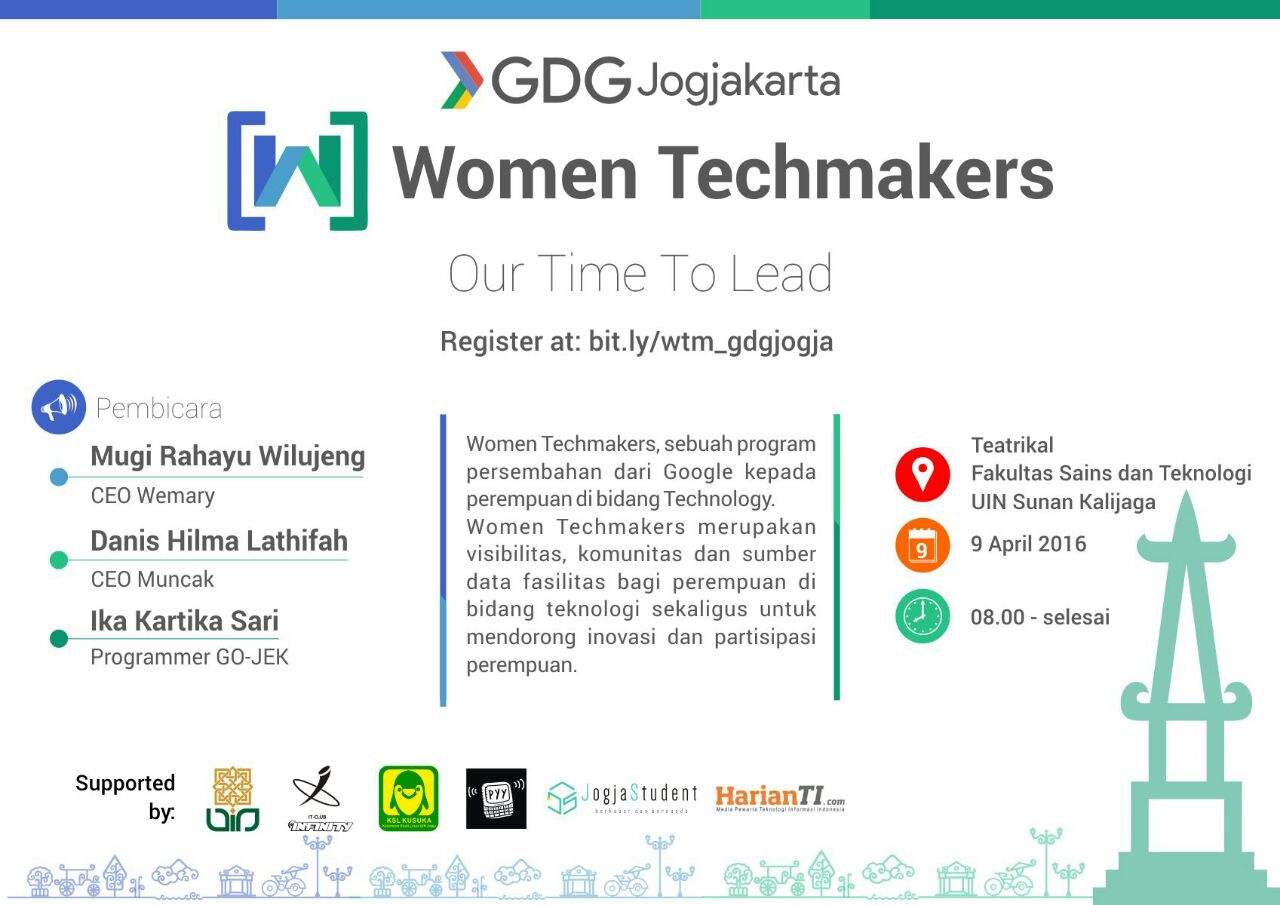 GDG Jogjakarta
Women Techmakers
Our Time To Lead
Register at: bit.ly/wtm_gdgjogja
Pembicara
Mugi Rahayu Wilujeng
CEO Wemary
Danis Hilma Lathifah
CEO Muncak
Ika Kartika Sari
Programmer GO-JEK
Women Techmakers, sebuah program
persembahan dari Google kepada
perempuan di bidang Technology.
Women Techmakers merupakan
visibilitas, komunitas dan sumber
data fasilitas bagi perempuan di
bidang teknologi sekaligus untuk
mendorong inovasi dan partisipasi
perempuan.
Teatrikal
Fakultas Sains dan Teknologi
UIN Sunan Kalijaga
9
9 April 2016
08.00 - selesai
Supported
by:
UIN
IT-CLUB
INFINITY
KSL KUSUKA
PYY
JogjaStudent
HarianTI.com
Media Pewarta Teknologi Informasi Indonesia